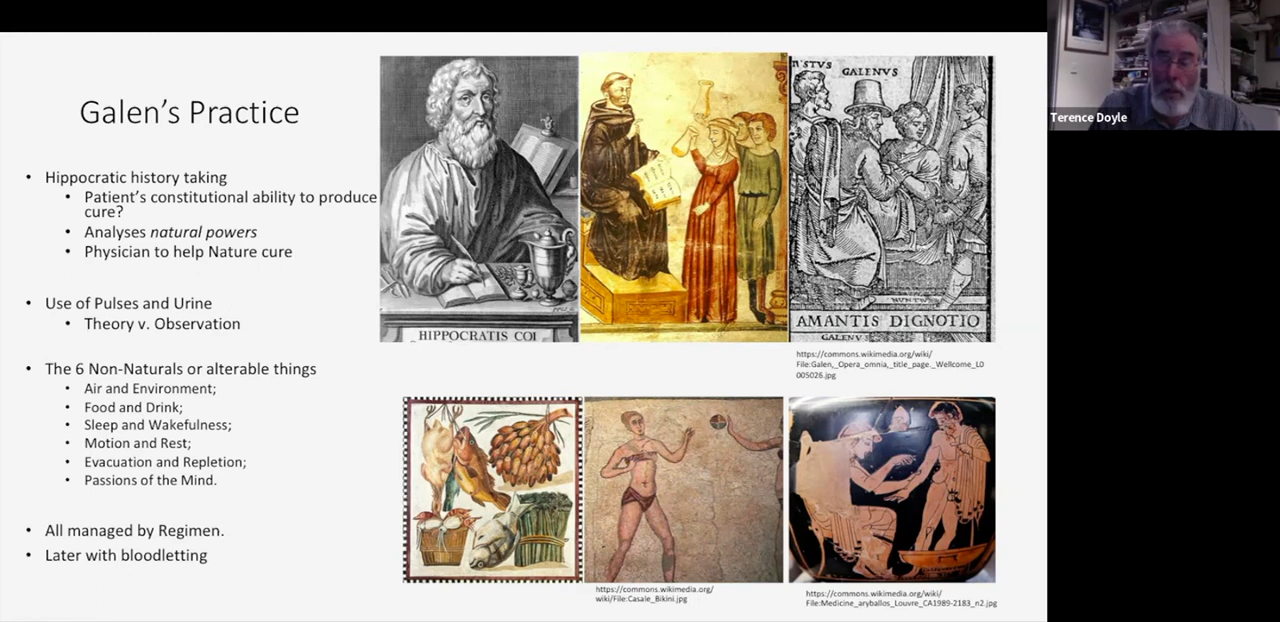 Galen's Practice
• Hippocratic history taking
• Patient's constitutional ability to produce
cure?
• Analyses natural powers
• Physician to help Nature cure
• Use of Pulses and Urine
• Theory v. Observation
• The 6 Non-Naturals or alterable things
• Air and Environment;
• Food and Drink;
• Sleep and Wakefulness;
• Motion and Rest;
• Evacuation and Repletion;
• Passions of the Mind.
• All managed by Regimen.
• Later with bloodletting
HIPPOCRATIS COI
GALENVS
AMANTIS DIGNOTIO
GALENV
https://commons.wikimedia.org/wiki/
File:Galen,_Opera_omnia,_title_page._Wellcome_L0
005026.jpg
https://commons.wikimedia.org/
wiki/File:Casale_Bikini.jpg
https://commons.wikimedia.org/wiki/
File:Medicine_aryballos_Louvre_CA1989-2183_n2.jpg
Terence Doyle